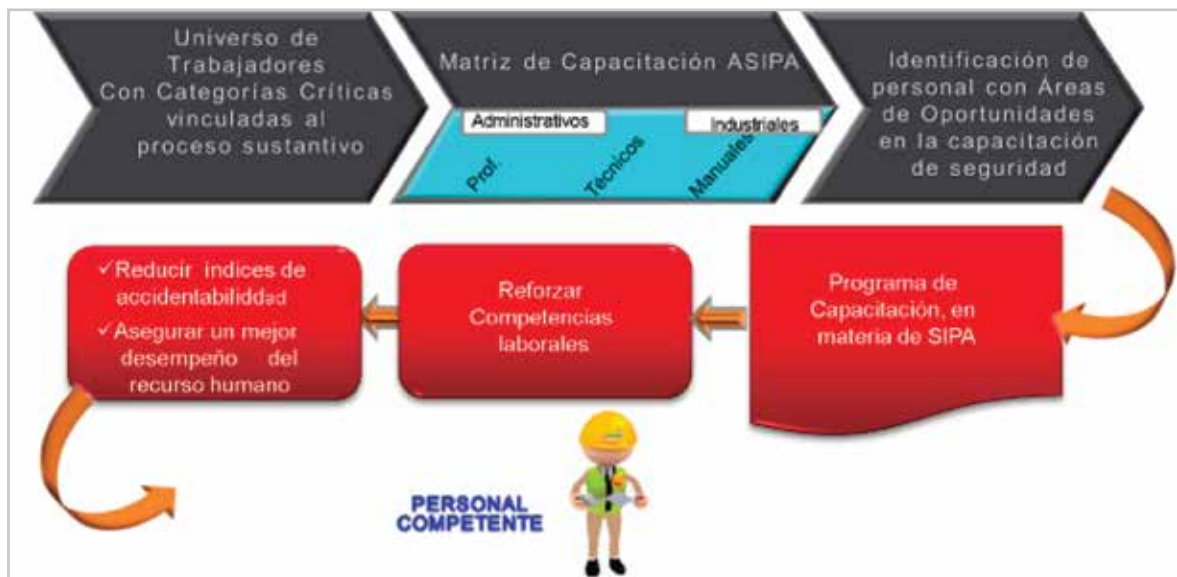 Universo de
Trabajadores
Con Categorías Críticas
vinculadas al
proceso sustantivo
Matriz de Capacitación ASIPA
Administrativos
Industriales
Prof.
Técnicos
Manuales
Identificación de
personal con Áreas
de Oportunidades
en la capacitación
de seguridad
✓Reducir indices de
accidentabiliddad
✓Asegurar un mejor
desempeño del
recurso humano
Reforzar
Competencias
laborales
Programa de
Capacitación, en
materia de SIPA
PERSONAL
COMPETENTE